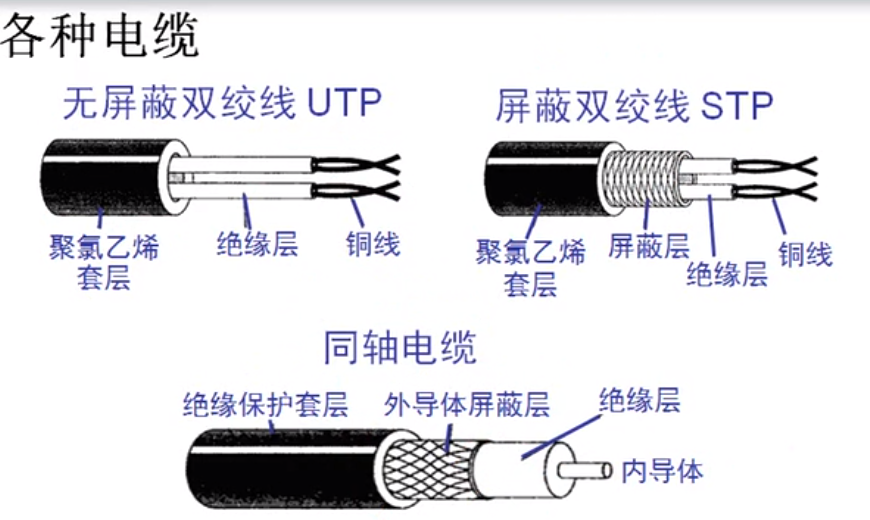 各种电缆
无屏蔽双绞线 UTP
屏蔽双绞线 STP
聚氯乙烯
套层
绝缘层
铜线
聚氯乙烯
套层
屏蔽层
绝缘层
铜线
同轴电缆
绝缘保护套层
外导体屏蔽层
绝缘层
内导体